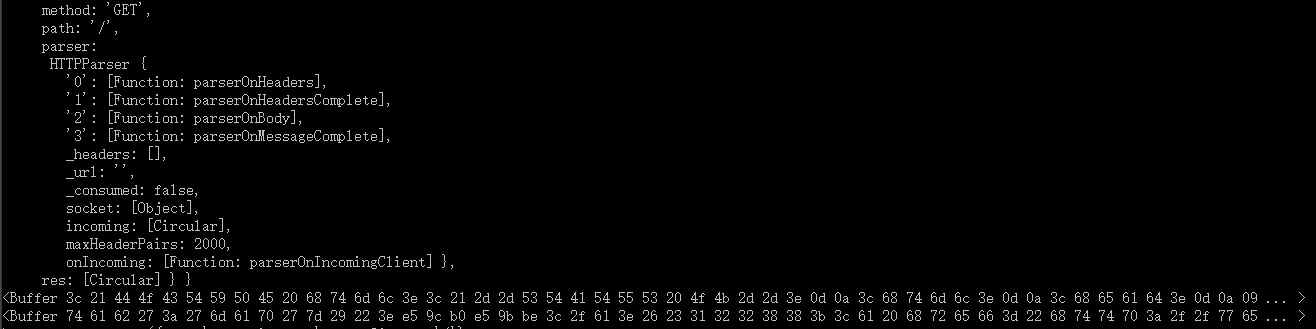 method: 'GET',
path: '/',
parser:
HTTPParser {
'0': [Function: parserOnHeaders],
'1': [Function: parserOnHeadersComplete],
'2': [Function: parserOnBody],
'3': [Function: parserOnMessageComplete],
_headers: [],
_url: '',
_consumed: false,
socket: [Object],
incoming: [Circular],
maxHeaderPairs: 2000,
onIncoming: [Function: parserOnIncomingClient] },
res: [Circular] } }
<Buffer 3c 21 44 4f 43 54 59 50 45 20 68 74 6d 6c 3e 3c 21 2d 2d 53 54 41 54 55 53 20 4f 4b 2d 2d 3e 0d 0a 3c 68 74 6d 6c 3e 0d 0a 3c 68 65 61 64 3e 0d 0a 09 ... >
<Buffer 74 61 62 27 3a 27 6d 61 70 27 7d 29 22 3e e5 9c b0 e5 9b be 3c 2f 61 3e 26 23 31 32 32 38 38 3b 3c 61 20 68 72 65 66 3d 22 68 74 74 70 3a 2f 2f 77 65 ... >